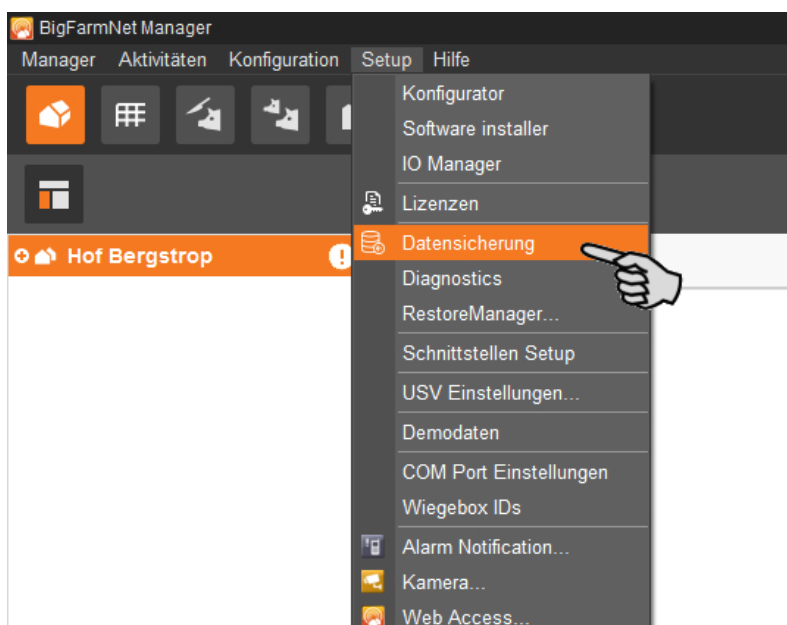 BigFarmNet Manager
Manager Aktivitäten Konfiguration Setup Hilfe
Konfigurator
Software installer
IO Manager
Lizenzen
Hof Bergstrop
Datensicherung
Diagnostics
RestoreManager...
Schnittstellen Setup
USV Einstellungen...
Demodaten
COM Port Einstellungen
Wiegebox IDs
Alarm Notification...
Kamera...
Web Access...